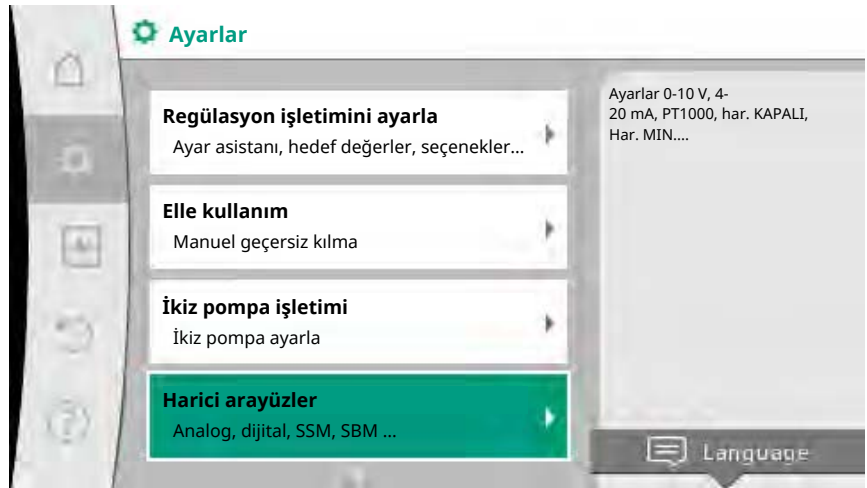 Ayarlar
Regülasyon işletimini ayarla
Ayar asistanı, hedef değerler, seçenekler...
Elle kullanım
Manuel geçersiz kılma
İkiz pompa işletimi
İkiz pompa ayarla
Harici arayüzler
Analog, dijital, SSM, SBM ...
Ayarlar 0-10 V, 4-
20 mA, PT1000, har. KAPALI,
Har. MIN....
Language